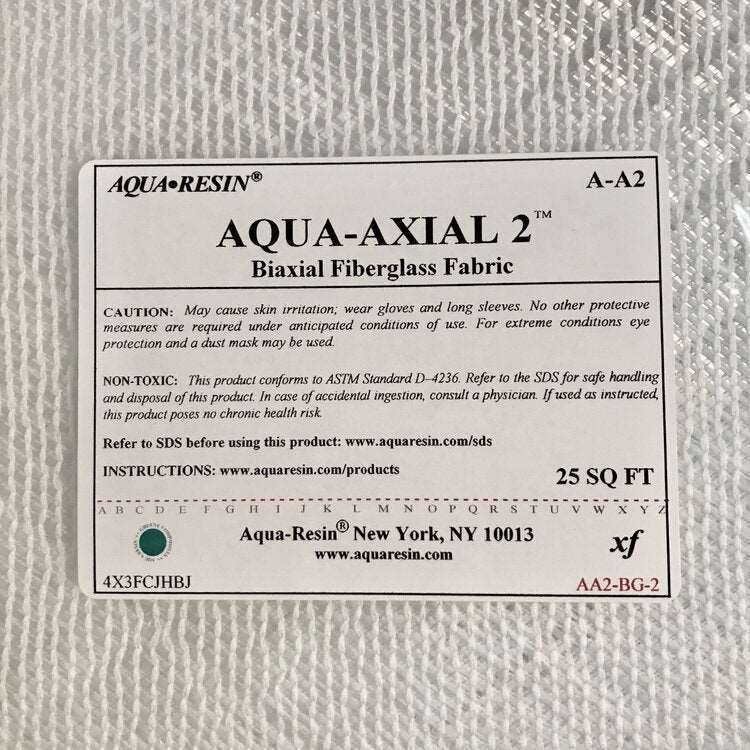 AQUA•RESIN® A-A2
AQUA-AXIAL 2™
Biaxial Fiberglass Fabric
CAUTION: May cause skin irritation; wear gloves and long sleeves. No other protective
measures are required under anticipated conditions of use. For extreme conditions eye
protection and a dust mask may be used.
NON-TOXIC: This product conforms to ASTM Standard D–4236. Refer to the SDS for safe handling
and disposal of this product. In case of accidental ingestion, consult a physician. If used as instructed,
this product poses no chronic health risk.
Refer to SDS before using this product: www.aquaresin.com/sds
INSTRUCTIONS: www.aquaresin.com/products
25 SQ FT
A B C D E F G H I J K L M N O P Q R S T U V W X Y Z
Aqua-Resin® New York, NY 10013
www.aquaresin.com
xf
4X3FCJHBJ
AA2-BG-2